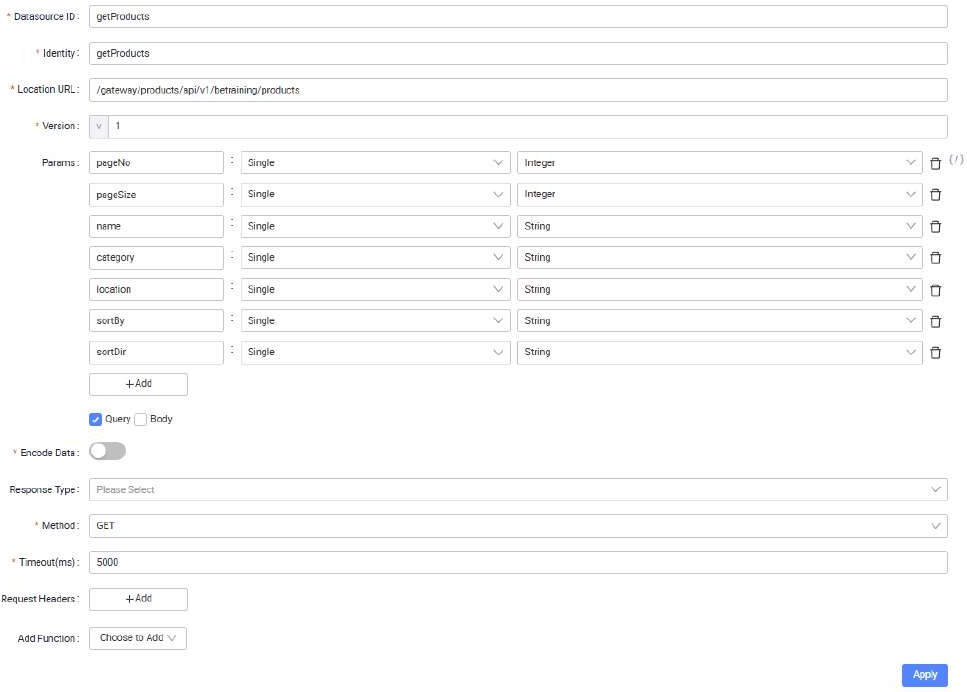 * Datasource ID : getProducts
* Identity : getProducts
* Location URL : /gateway/products/api/v1/betraining/products
* Version : v 1
Params : pageNo : Single Integer (/)
pageSize : Single Integer
name : Single String
category : Single String
location : Single String
sortBy : Single String
sortDir : Single String
+ Add
Query Body
* Encode Data :
Response Type : Please Select
* Method : GET
* Timeout(ms) : 5000
Request Headers : + Add
Add Function : Choose to Add
Apply